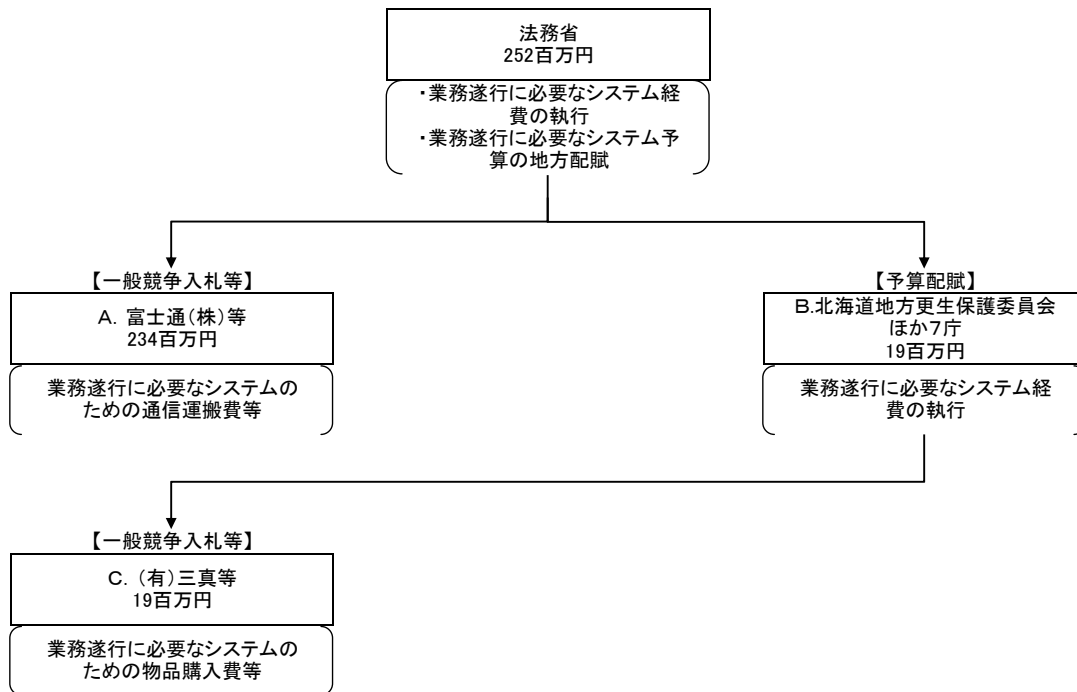 法務省
252百万円
・業務遂行に必要なシステム経
費の執行
・業務遂行に必要なシステム予
算の地方配賦
【一般競争入札等】
A. 富士通(株)等
234百万円
業務遂行に必要なシステムの
ための通信運搬費等
【予算配賦】
B.北海道地方更生保護委員会
ほか7庁
19百万円
業務遂行に必要なシステム経
費の執行
【一般競争入札等】
C. (有)三真等
19百万円
業務遂行に必要なシステムの
ための物品購入費等